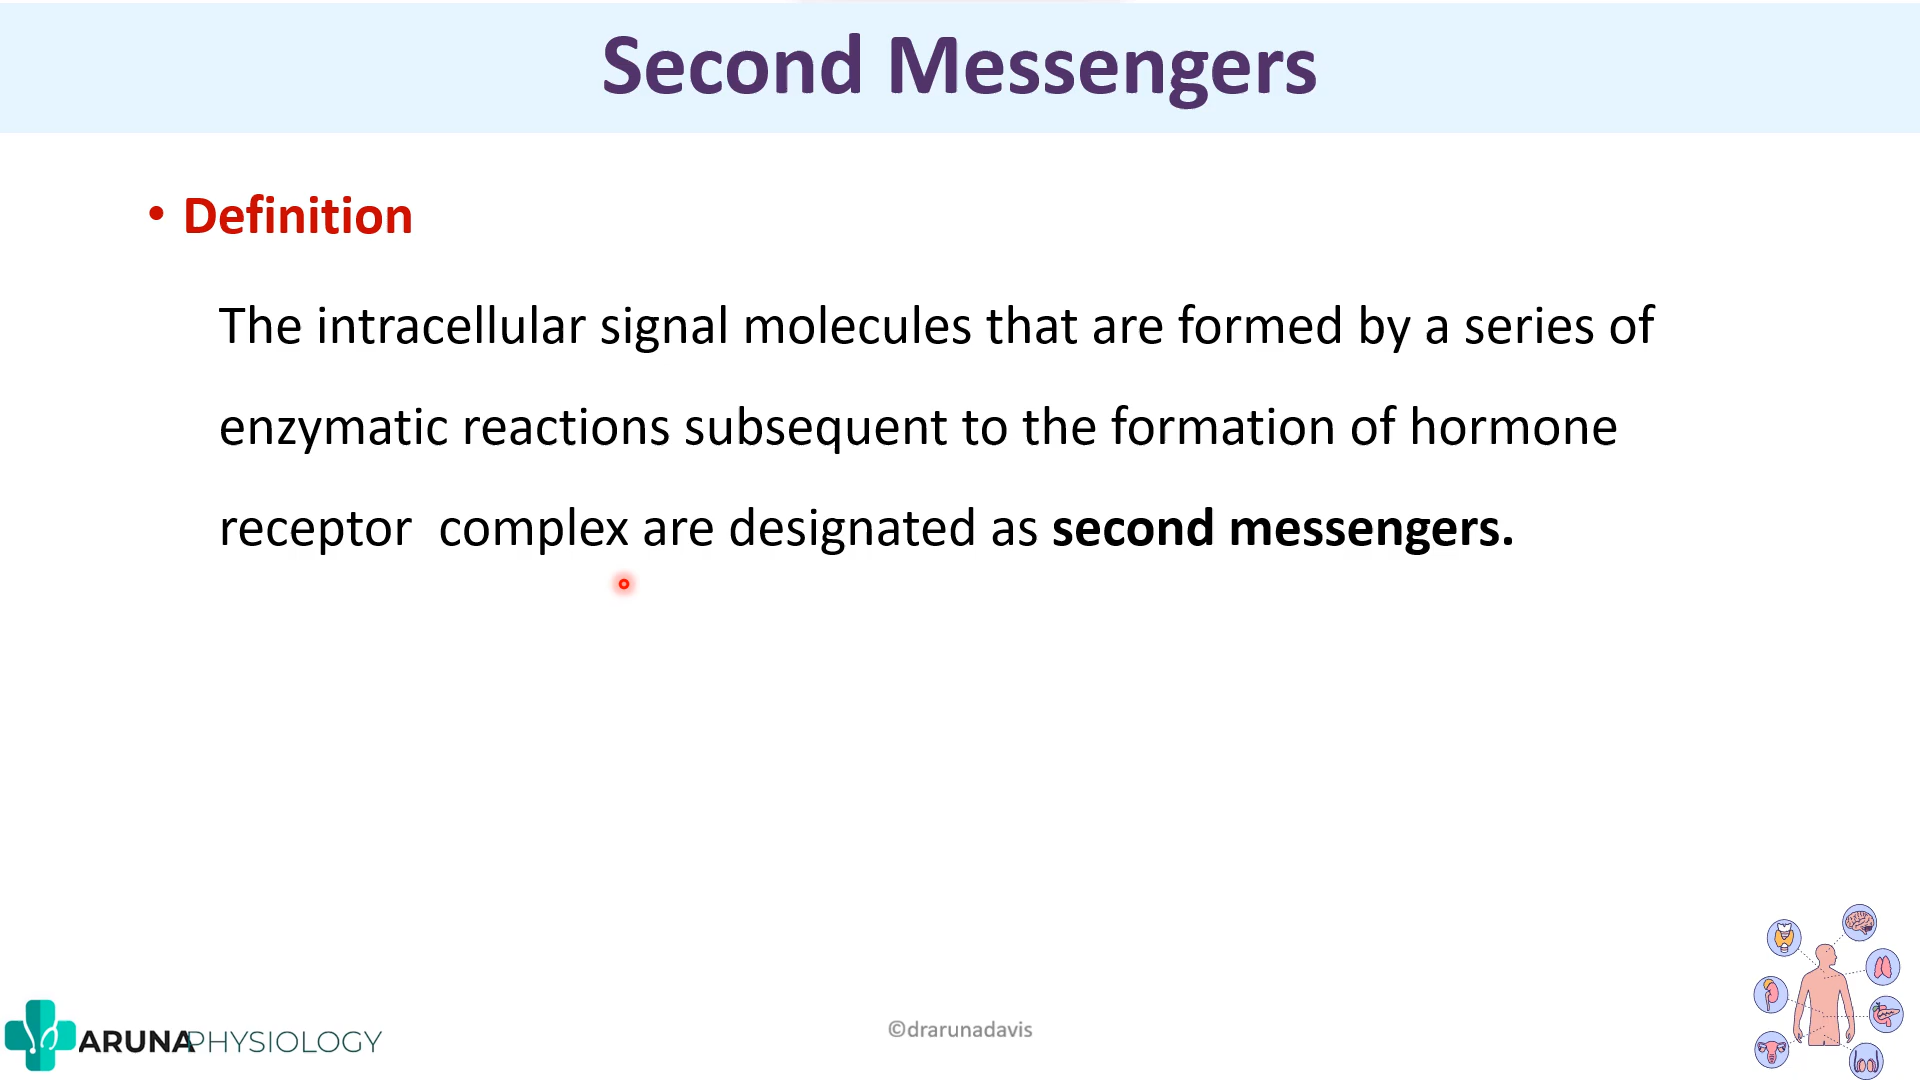 Second Messengers
• Definition
The intracellular signal molecules that are formed by a series of
enzymatic reactions subsequent to the formation of hormone
receptor  complex are designated as second messengers.
ARUNAPHYSIOLOGY
©drarunadavis